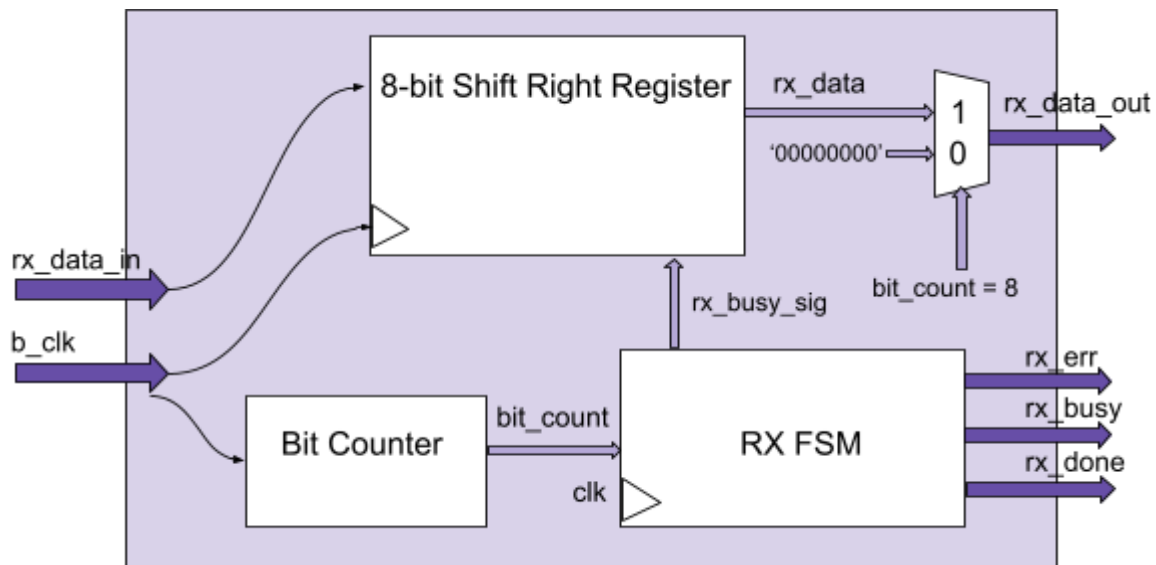 8-bit Shift Right Register
rx_data
rx_data_out
1
‘00000000’
0
rx_data_in
bit_count = 8
rx_busy_sig
b_clk
rx_err
bit_count
rx_busy
Bit Counter
RX FSM
rx_done
clk